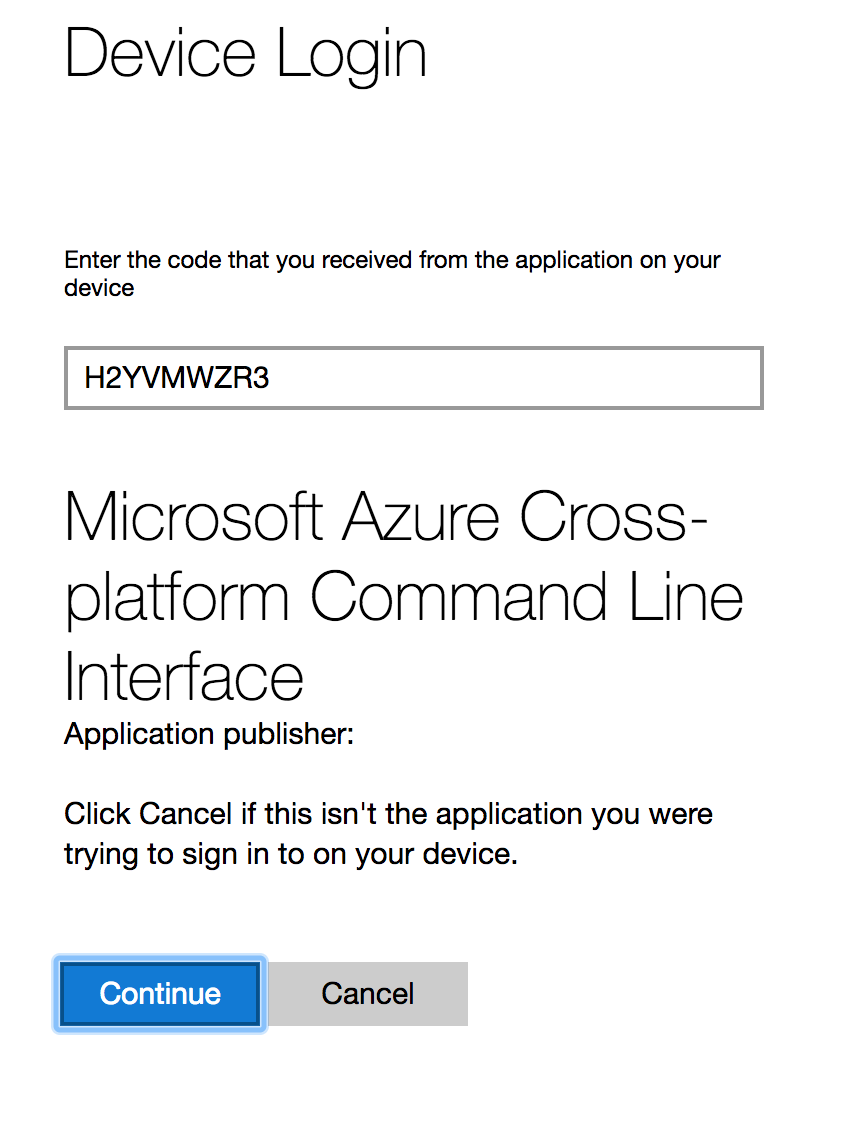 Device Login
Enter the code that you received from the application on your
device
H2YVMWZR3
Microsoft Azure Cross-
platform Command Line
Interface
Application publisher:
Click Cancel if this isn't the application you were
trying to sign in to on your device.
Continue
Cancel